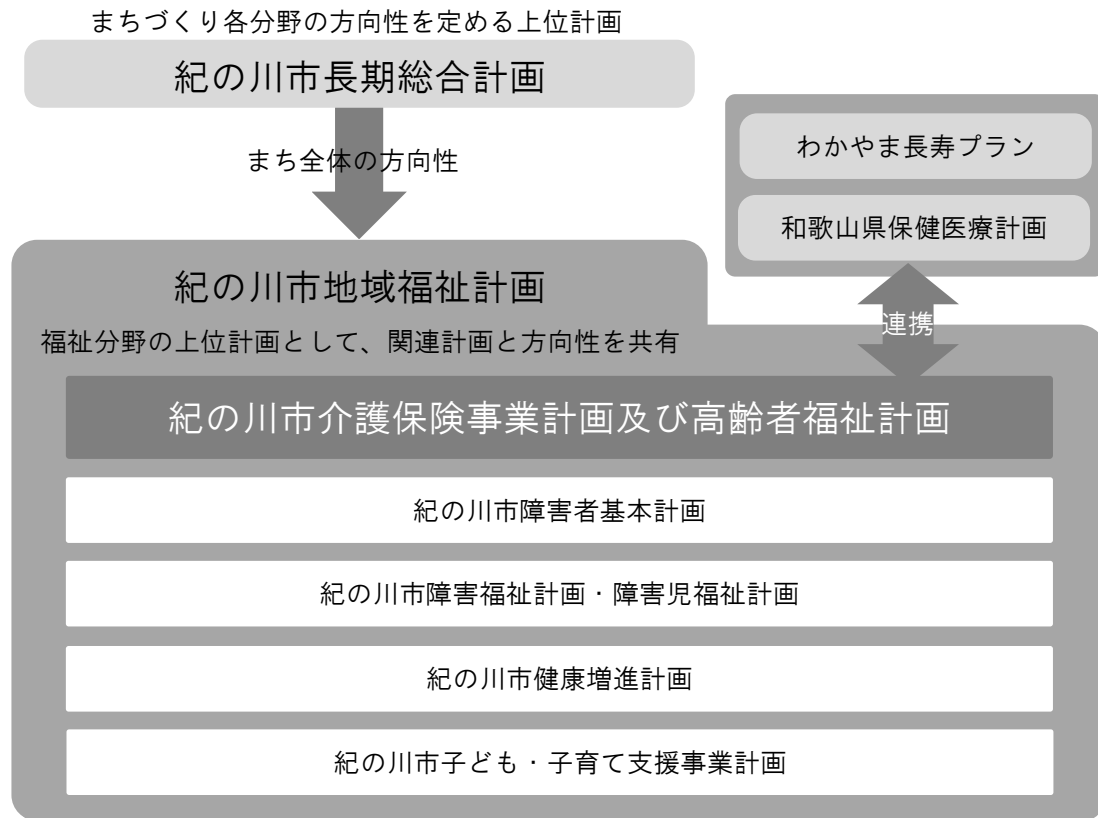 まちづくり各分野の方向性を定める上位計画
紀の川市長期総合計画
まち全体の方向性
わかやま長寿プラン
和歌山県保健医療計画
連携
紀の川市地域福祉計画
福祉分野の上位計画として、関連計画と方向性を共有
紀の川市介護保険事業計画及び高齢者福祉計画
紀の川市障害者基本計画
紀の川市障害福祉計画・障害児福祉計画
紀の川市健康増進計画
紀の川市子ども・子育て支援事業計画